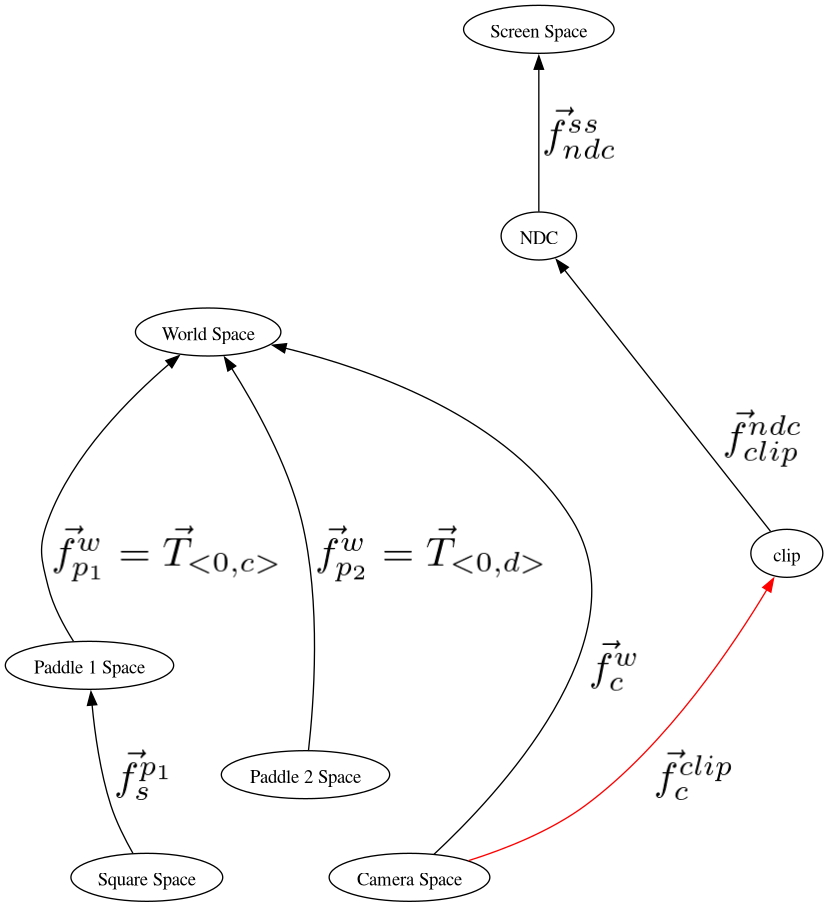 Screen Space
$\vec{f}_{ndc}^{ss}$
NDC
World Space
$\vec{f}_{clip}^{ndc}$
$\vec{f}_{p_1}^{w} = \vec{T}_{<0,c>}$
$\vec{f}_{p_2}^{w} = \vec{T}_{<0,d>}$
clip
Paddle 1 Space
$\vec{f}_{c}^{w}$
Paddle 2 Space
$\vec{f}_{s}^{p_1}$
$\vec{f}_{c}^{clip}$
Square Space
Camera Space